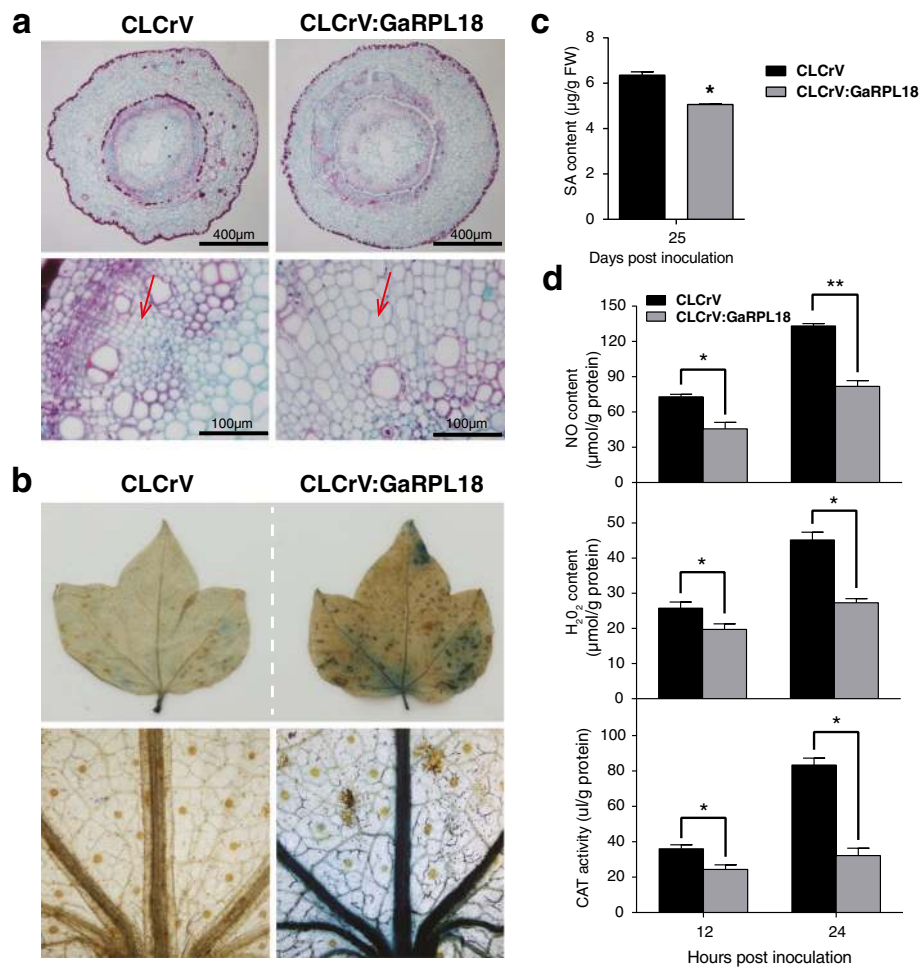 a
CLCrV CLCrV:GaRPL18
400µm 400µm
100µm 100µm
b
CLCrV CLCrV:GaRPL18
c
SA content (µg/g FW)
8
6
4
2
0
*
CLCrV
CLCrV:GaRPL18
25
Days post inoculation
d
CLCrV
CLCrV:GaRPL18
NO content
(µmol/g protein)
150
120
90
60
30
0
* **
H₂O₂ content
(µmol/g protein)
60
50
40
30
20
10
0
* *
CAT activity (ul/g protein)
100
80
60
40
20
0
* *
12 24
Hours post inoculation